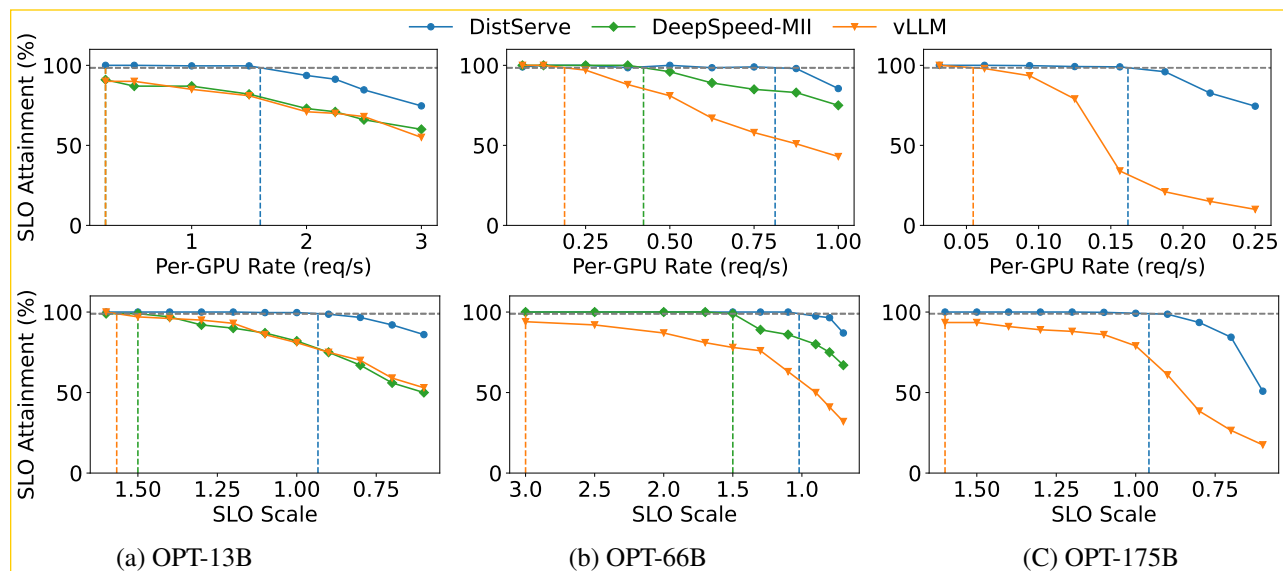 DistServe DeepSpeed-MII vLLM
SLO Attainment (%)
100
50
0
1 2 3
Per-GPU Rate (req/s)
100
50
0
0.25 0.50 0.75 1.00
Per-GPU Rate (req/s)
100
50
0
0.05 0.10 0.15 0.20 0.25
Per-GPU Rate (req/s)
SLO Attainment (%)
100
50
0
1.50 1.25 1.00 0.75
SLO Scale
100
50
0
3.0 2.5 2.0 1.5 1.0
SLO Scale
100
50
0
1.50 1.25 1.00 0.75
SLO Scale
(a) OPT-13B
(b) OPT-66B
(C) OPT-175B